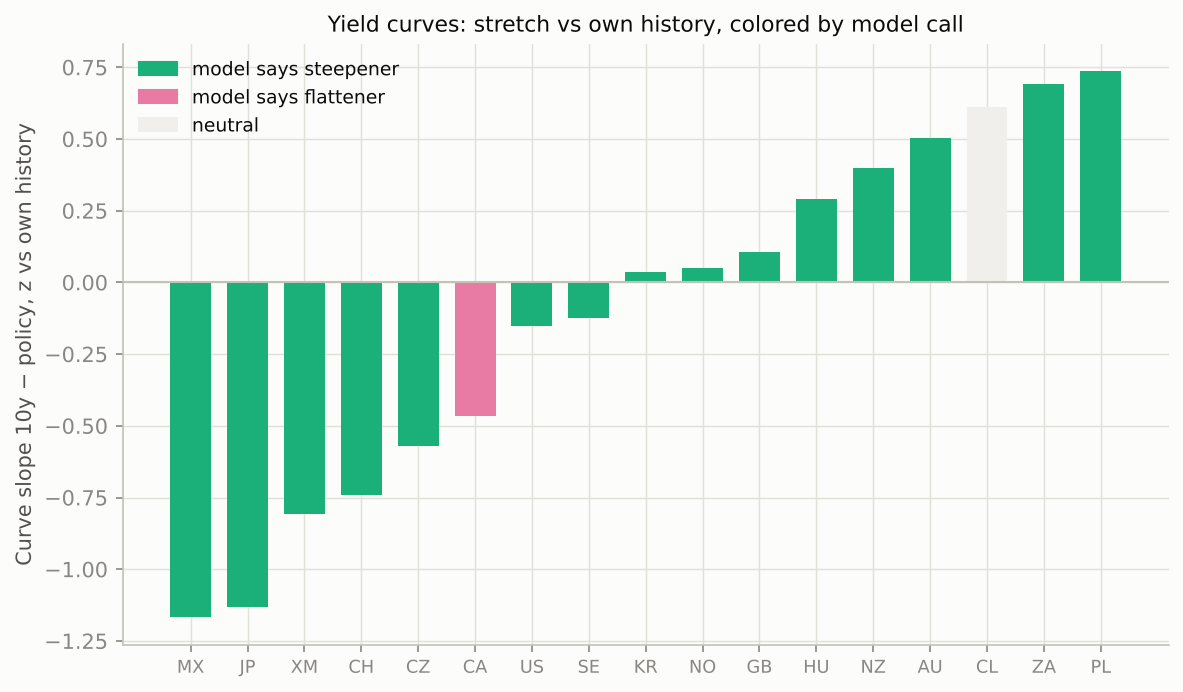 Yield curves: stretch vs own history, colored by model call
model says steepener
model says flattener
neutral
Curve slope 10y − policy, z vs own history
0.75
0.50
0.25
0.00
−0.25
−0.50
−0.75
−1.00
−1.25
MX JP XM CH CZ CA US SE KR NO GB HU NZ AU CL ZA PL